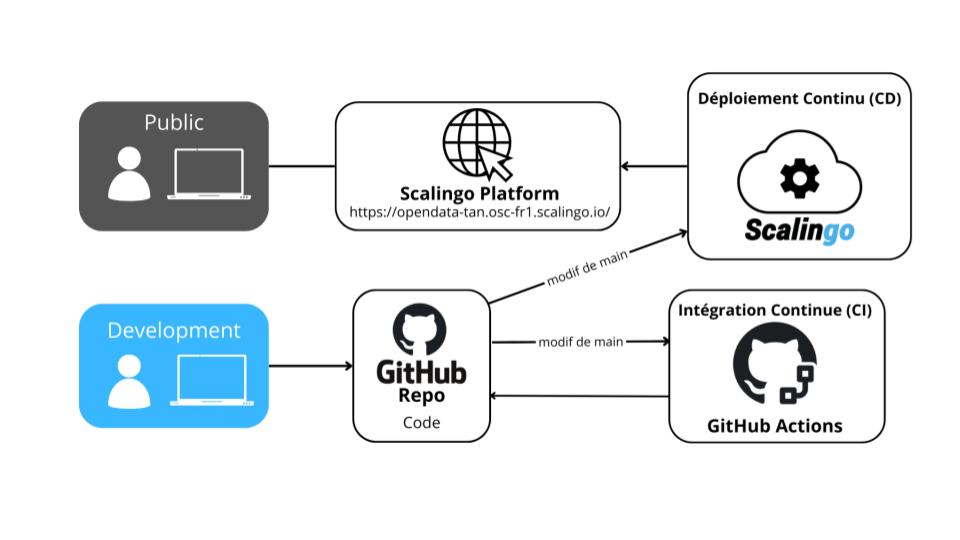 Public
Scalingo Platform
https://opendata-tan.osc-fr1.scalingo.io/
Déploiement Continu (CD)
Scalingo
modif de main
Development
GitHub
Repo
Code
modif de main
Intégration Continue (CI)
GitHub Actions